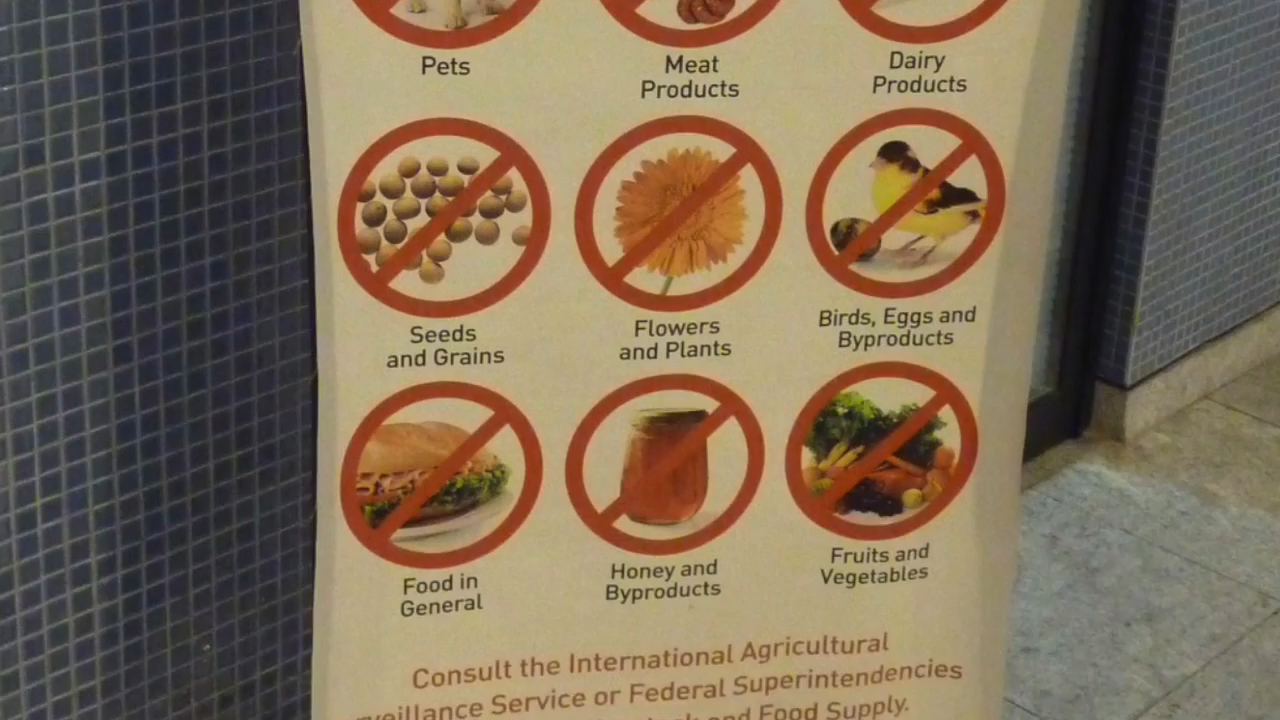 Pets
Meat
Products
Dairy
Products
Seeds
and Grains
Flowers
and Plants
Birds, Eggs and
Byproducts
Food in
General
Honey and
Byproducts
Fruits and
Vegetables
Consult the International Agricultural
Service or Federal Superintendencies
and Food Supply.